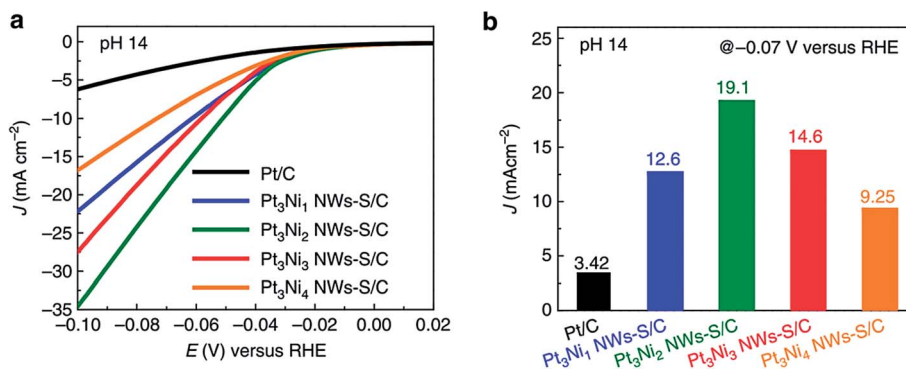 a
pH 14
0
−5
−10
−15
−20
−25
−30
−35
J (mA cm⁻²)
Pt/C
Pt₃Ni₁ NWs-S/C
Pt₃Ni₂ NWs-S/C
Pt₃Ni₃ NWs-S/C
Pt₃Ni₄ NWs-S/C
−0.10 −0.08 −0.06 −0.04 −0.02 0.00 0.02
E (V) versus RHE
b
pH 14 @−0.07 V versus RHE
25
20
15
10
5
0
J (mAcm⁻²)
3.42
12.6
19.1
14.6
9.25
Pt/C
Pt₃Ni₁ NWs-S/C
Pt₃Ni₂ NWs-S/C
Pt₃Ni₃ NWs-S/C
Pt₃Ni₄ NWs-S/C